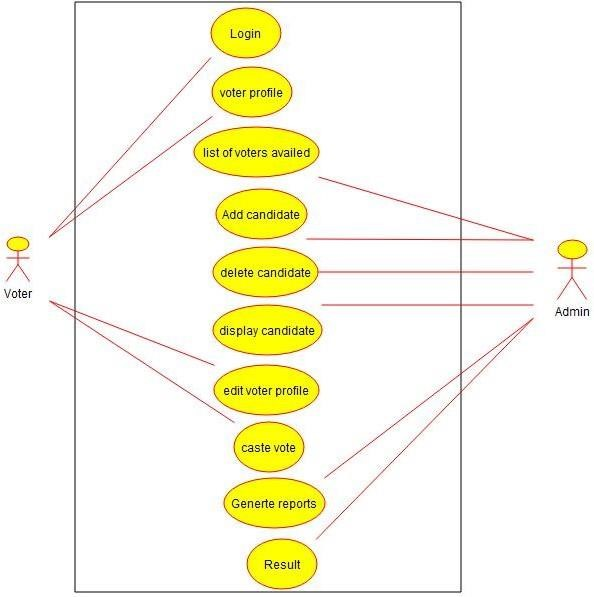 Login
voter profile
list of voters availed
Add candidate
delete candidate
display candidate
edit voter profile
caste vote
Generte reports
Result
Voter
Admin